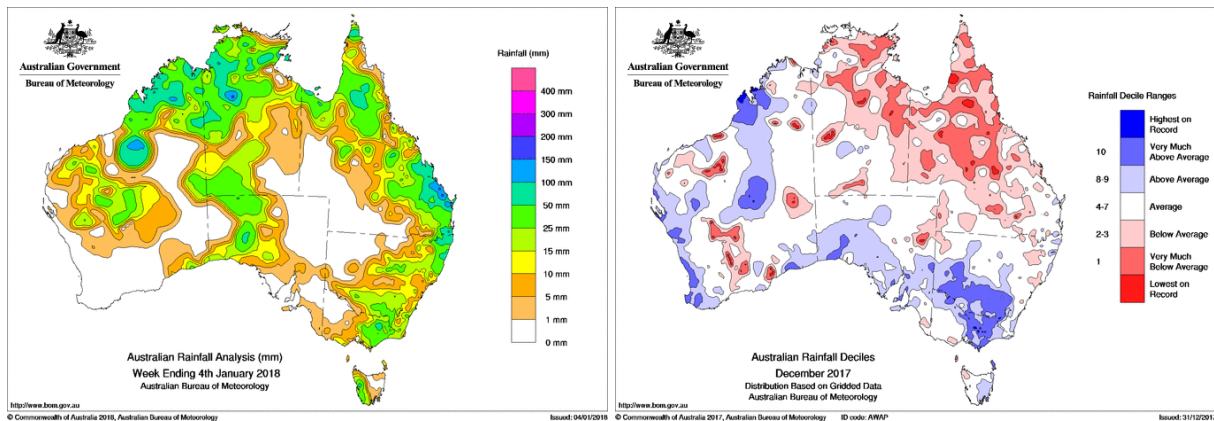 Australian Government
Bureau of Meteorology
Rainfall (mm)
400 mm
300 mm
200 mm
150 mm
100 mm
50 mm
25 mm
15 mm
10 mm
5 mm
1 mm
0 mm
Australian Rainfall Analysis (mm)
Week Ending 4th January 2018
Australian Bureau of Meteorology
http://www.bom.gov.au
© Commonwealth of Australia 2018, Australian Bureau of Meteorology
Issued: 04/01/2018
Australian Government
Bureau of Meteorology
Rainfall Decile Ranges
Highest on
Record
10 Very Much
Above Average
8-9 Above Average
4-7 Average
2-3 Below Average
1 Very Much
Below Average
Lowest on
Record
Australian Rainfall Deciles
December 2017
Distribution Based on Gridded Data
Australian Bureau of Meteorology
http://www.bom.gov.au
© Commonwealth of Australia 2017, Australian Bureau of Meteorology ID code: AWAP
Issued: 31/12/2017